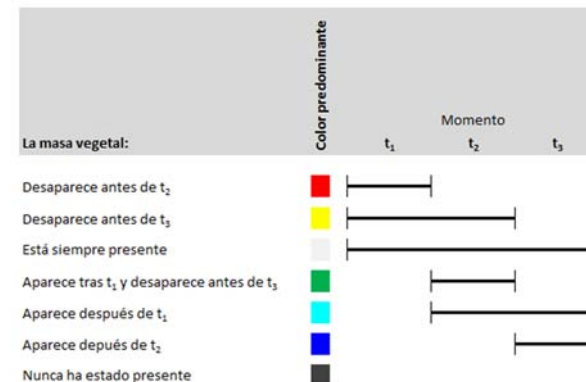 Color predominante
Momento
La masa vegetal: t₁ t₂ t₃
Desaparece antes de t₂
Desaparece antes de t₃
Está siempre presente
Aparece tras t₁ y desaparece antes de t₃
Aparece después de t₁
Aparece depués de t₂
Nunca ha estado presente